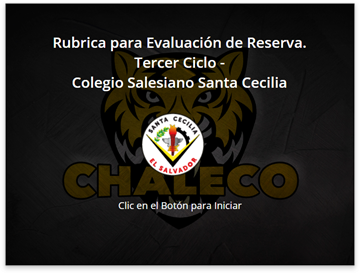 Rubrica para Evaluación de Reserva.
Tercer Ciclo -
Colegio Salesiano Santa Cecilia
SANTA CECILIA
EL SALVADOR
CHALECO
Clic en el Botón para Iniciar